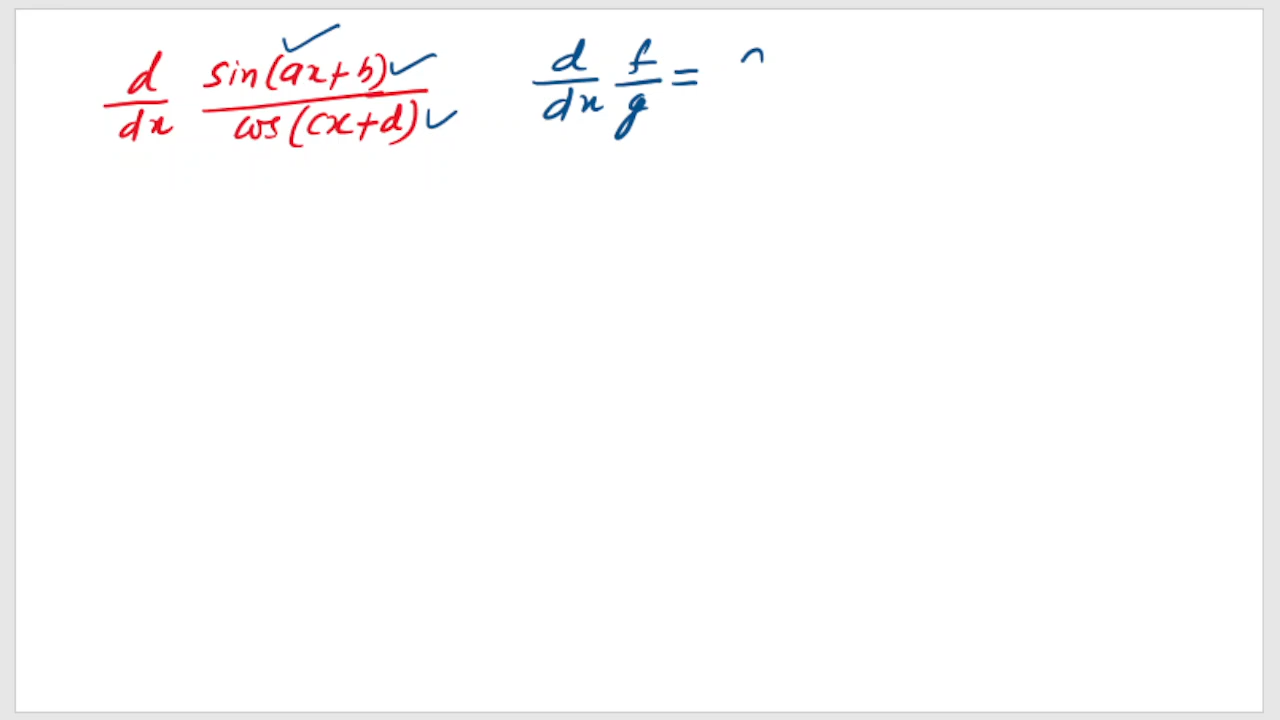 d/dx sin(ax+b)/cos(cx+d) d/dx f/g =